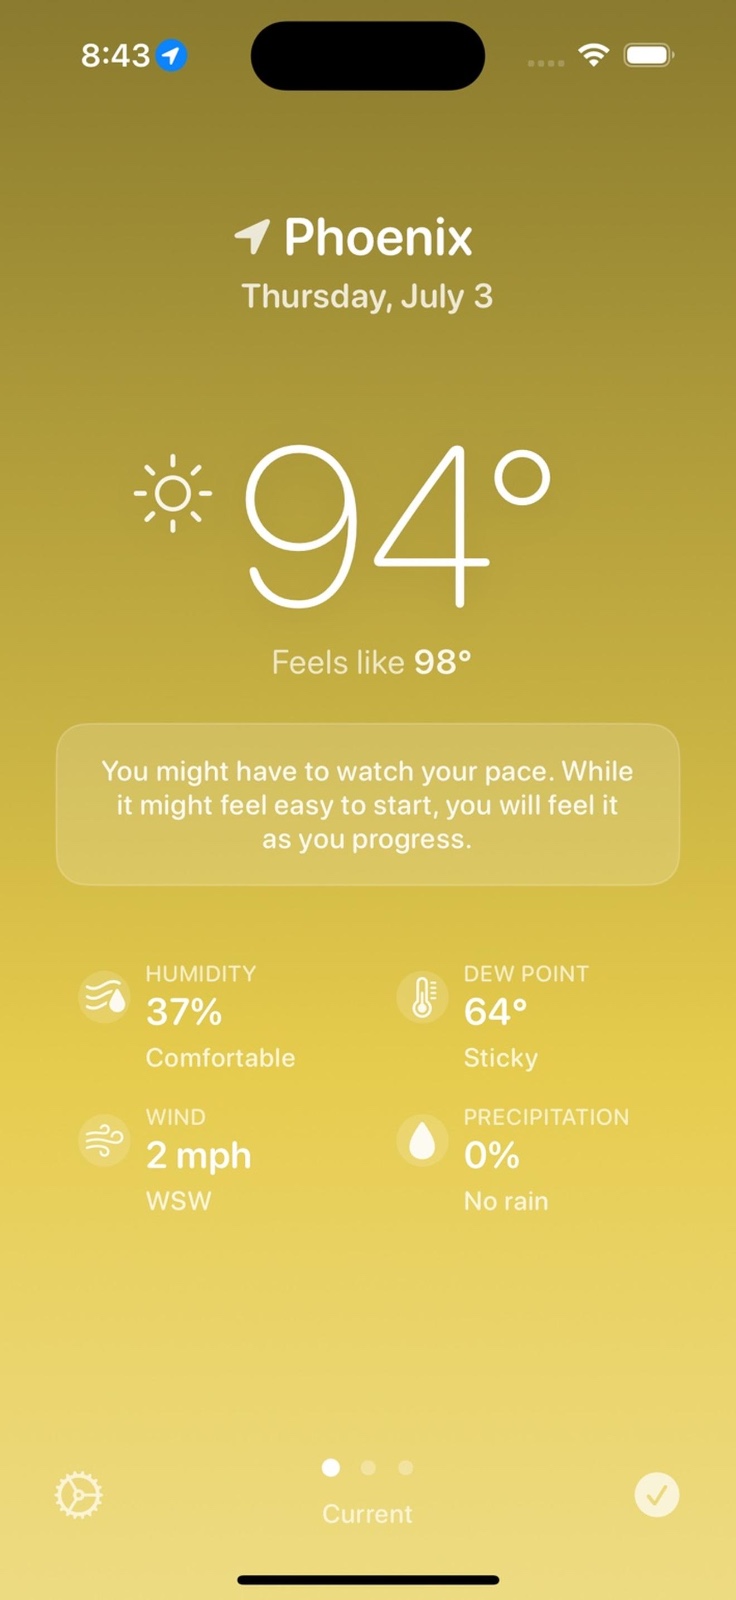 8:43
Phoenix
Thursday, July 3
94°
Feels like 98°
You might have to watch your pace. While
it might feel easy to start, you will feel it
as you progress.
HUMIDITY
37%
Comfortable
DEW POINT
64°
Sticky
WIND
2 mph
WSW
PRECIPITATION
0%
No rain
Current